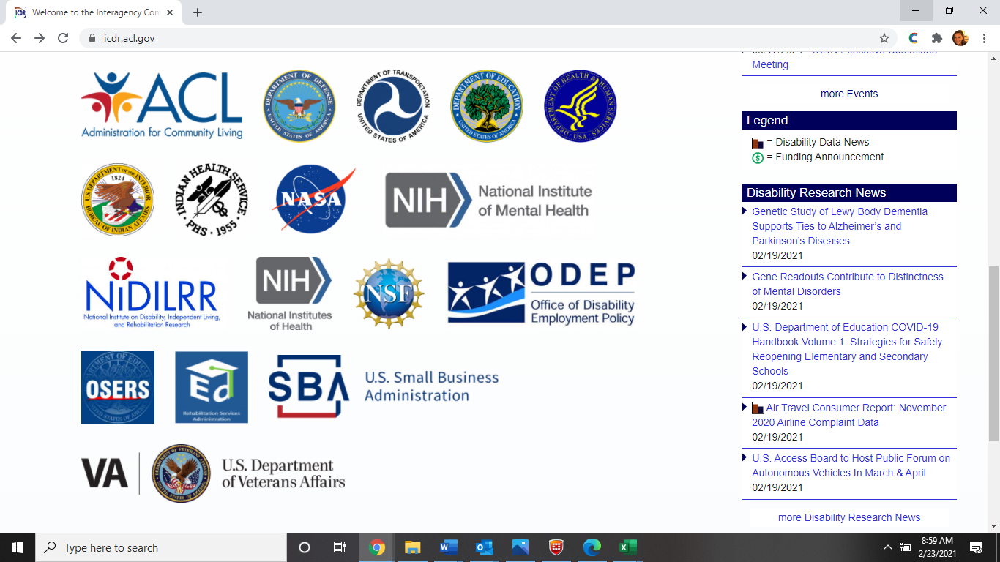 Welcome to the Interagency Com
icdr.acl.gov
ACL
Administration for Community Living
DEPARTMENT OF DEFENSE
UNITED STATES OF AMERICA
DEPARTMENT OF TRANSPORTATION
UNITED STATES OF AMERICA
DEPARTMENT OF EDUCATION
UNITED STATES OF AMERICA
DEPARTMENT OF HEALTH & HUMAN SERVICES · USA
U.S. DEPARTMENT OF THE INTERIOR
1824
BUREAU OF INDIAN AFFAIRS
INDIAN HEALTH SERVICE
PHS · 1955
NASA
NIH
National Institute
of Mental Health
NiDILRR
National Institute on Disability, Independent Living,
and Rehabilitation Research
NIH
National Institutes
of Health
NSF
ODEP
Office of Disability
Employment Policy
OSERS
Ed
Rehabilitation Services
Administration
SBA
U.S. Small Business
Administration
VA
DEPARTMENT OF VETERANS AFFAIRS
UNITED STATES OF AMERICA
U.S. Department
of Veterans Affairs
Meeting
more Events
Legend
= Disability Data News
= Funding Announcement
Disability Research News
Genetic Study of Lewy Body Dementia
Supports Ties to Alzheimer’s and
Parkinson’s Diseases
02/19/2021
Gene Readouts Contribute to Distinctness
of Mental Disorders
02/19/2021
U.S. Department of Education COVID-19
Handbook Volume 1: Strategies for Safely
Reopening Elementary and Secondary
Schools
02/19/2021
Air Travel Consumer Report: November
2020 Airline Complaint Data
02/19/2021
U.S. Access Board to Host Public Forum on
Autonomous Vehicles In March & April
02/19/2021
more Disability Research News
Type here to search
8:59 AM
2/23/2021